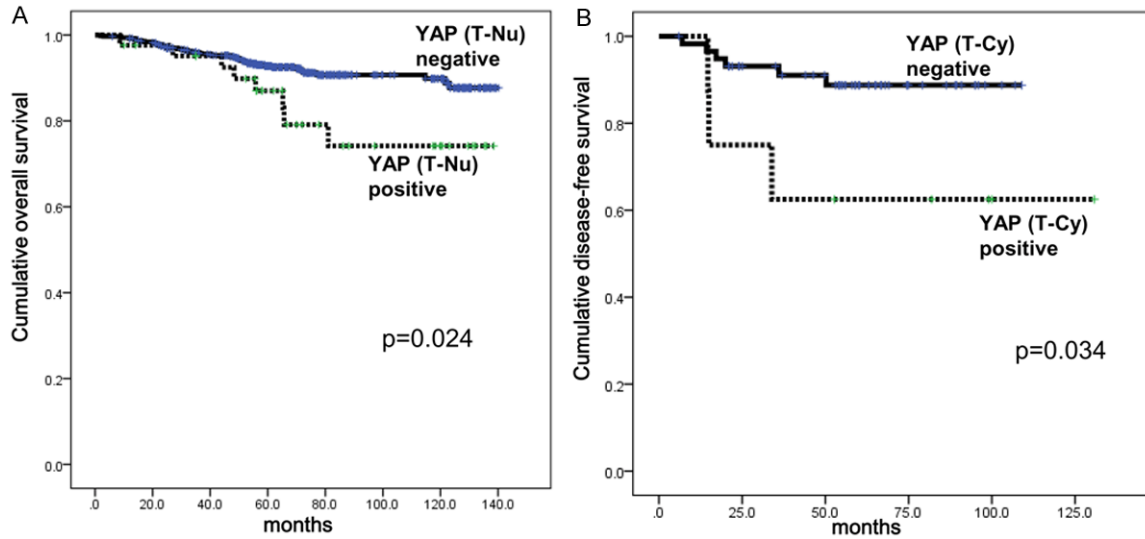 A
Cumulative overall survival
1.0
0.8
0.6
0.4
0.2
0.0
YAP (T-Nu)
negative
YAP (T-Nu)
positive
p=0.024
.0 20.0 40.0 60.0 80.0 100.0 120.0 140.0
months
B
Cumulative disease-free survival
1.0
0.8
0.6
0.4
0.2
0.0
YAP (T-Cy)
negative
YAP (T-Cy)
positive
p=0.034
.0 25.0 50.0 75.0 100.0 125.0
months